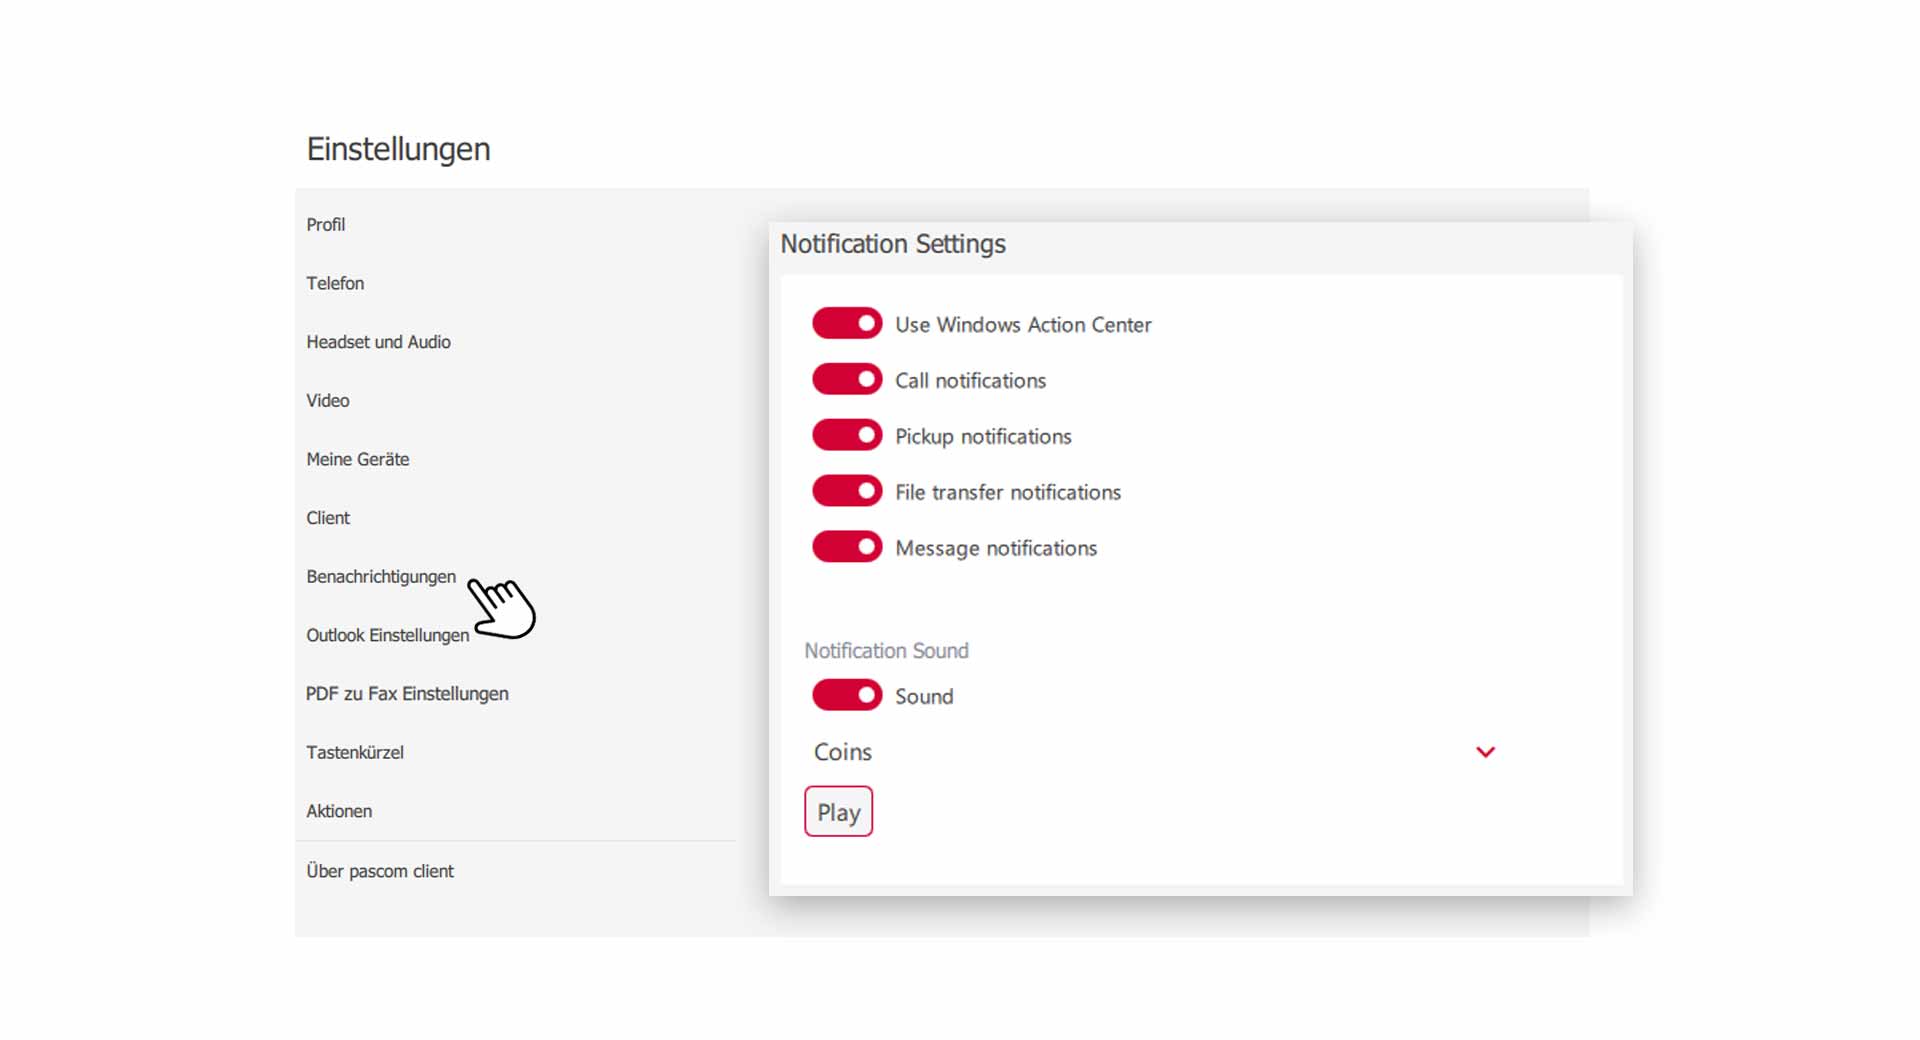 Einstellungen
Profil
Telefon
Headset und Audio
Video
Meine Geräte
Client
Benachrichtigungen
Outlook Einstellungen
PDF zu Fax Einstellungen
Tastenkürzel
Aktionen
Über pascom client
Notification Settings
Use Windows Action Center
Call notifications
Pickup notifications
File transfer notifications
Message notifications
Notification Sound
Sound
Coins
Play